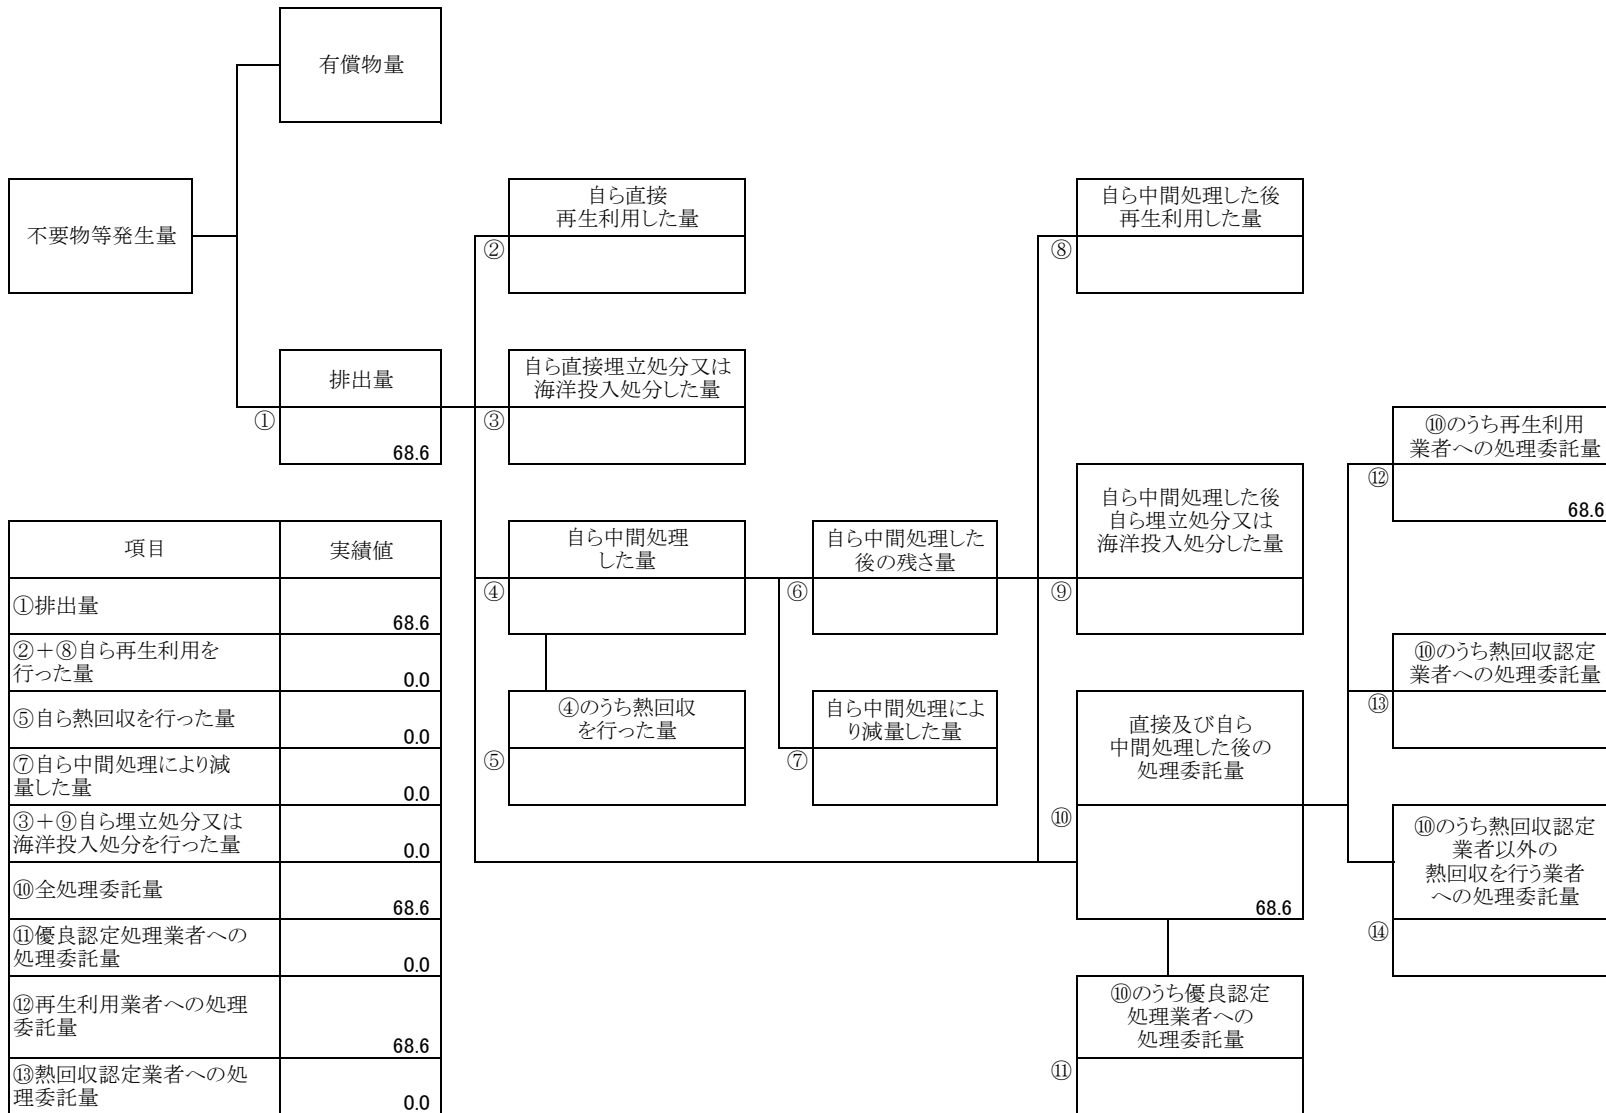 有償物量
不要物等発生量
排出量
①
68.6
自ら直接
再生利用した量
②
自ら直接埋立処分又は
海洋投入処分した量
③
自ら中間処理
した量
④
④のうち熱回収
を行った量
⑤
自ら中間処理した
後の残さ量
⑥
自ら中間処理によ
り減量した量
⑦
自ら中間処理した後
再生利用した量
⑧
自ら中間処理した後
自ら埋立処分又は
海洋投入処分した量
⑨
直接及び自ら
中間処理した後の
処理委託量
⑩
68.6
⑩のうち優良認定
処理業者への
処理委託量
⑪
⑩のうち再生利用
業者への処理委託量
⑫
68.6
⑩のうち熱回収認定
業者への処理委託量
⑬
⑩のうち熱回収認定
業者以外の
熱回収を行う業者
への処理委託量
⑭
項目 実績値
①排出量
68.6
②＋⑧自ら再生利用を
行った量
0.0
⑤自ら熱回収を行った量
0.0
⑦自ら中間処理により減
量した量
0.0
③＋⑨自ら埋立処分又は
海洋投入処分を行った量
0.0
⑩全処理委託量
68.6
⑪優良認定処理業者への
処理委託量
0.0
⑫再生利用業者への処理
委託量
68.6
⑬熱回収認定業者への処
理委託量
0.0